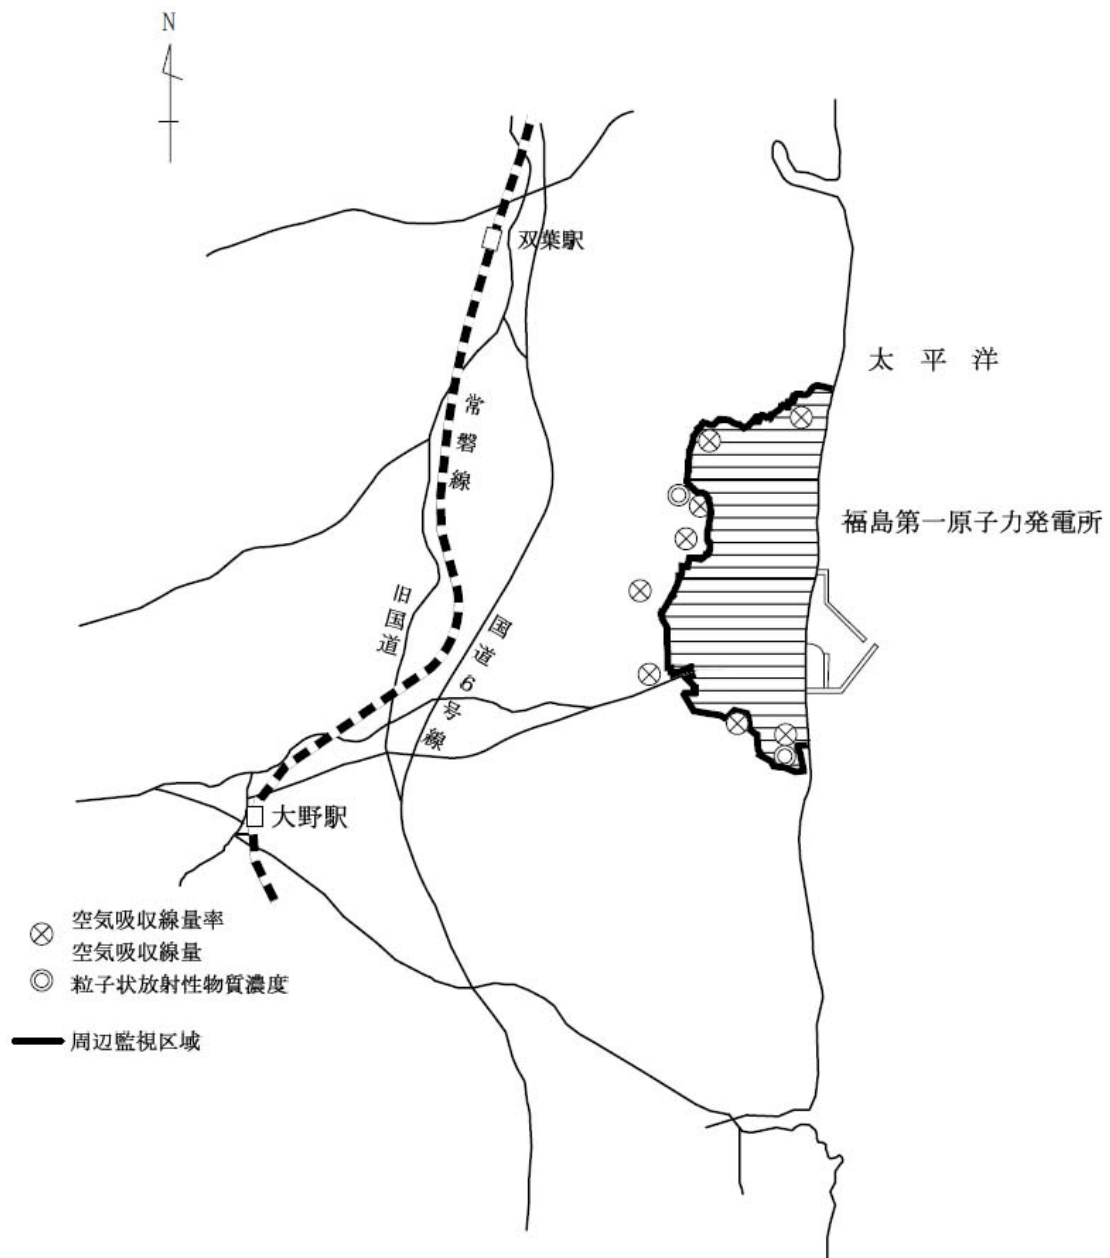 N
双葉駅
太平洋
常磐線
福島第一原子力発電所
旧国道
国道6号線
大野駅
空気吸収線量率
空気吸収線量
粒子状放射性物質濃度
周辺監視区域